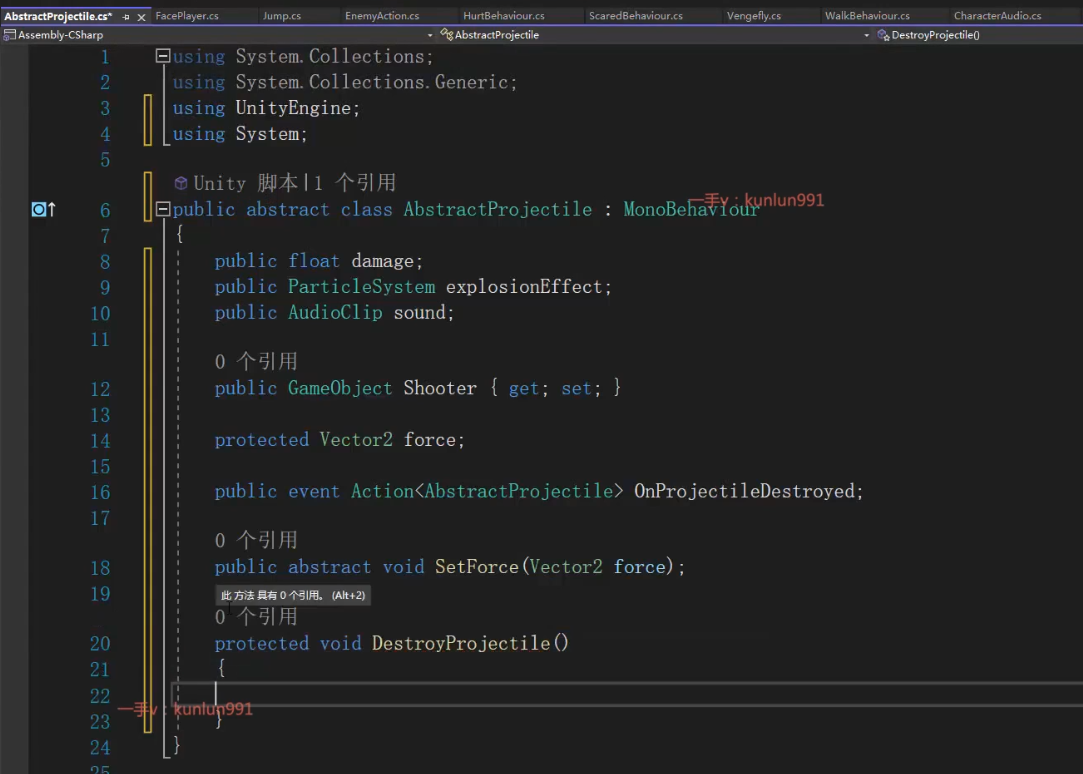 AbstractProjectile.cs* FacePlayer.cs Jump.cs EnemyAction.cs HurtBehaviour.cs ScaredBehaviour.cs Vengefly.cs WalkBehaviour.cs CharacterAudio.cs
Assembly-CSharp AbstractProjectile DestroyProjectile()
1 using System.Collections;
2 using System.Collections.Generic;
3 using UnityEngine;
4 using System;
5
Unity 脚本|1 个引用
6 public abstract class AbstractProjectile : MonoBehaviour
一手v：kunlun991
7 {
8 public float damage;
9 public ParticleSystem explosionEffect;
10 public AudioClip sound;
11
0 个引用
12 public GameObject Shooter { get; set; }
13
14 protected Vector2 force;
15
16 public event Action<AbstractProjectile> OnProjectileDestroyed;
17
0 个引用
18 public abstract void SetForce(Vector2 force);
19
此 方法 具有 0 个引用。 (Alt+2)
0 个引用
20 protected void DestroyProjectile()
21 {
22
一手v：kunlun991
23 }
24 }
25